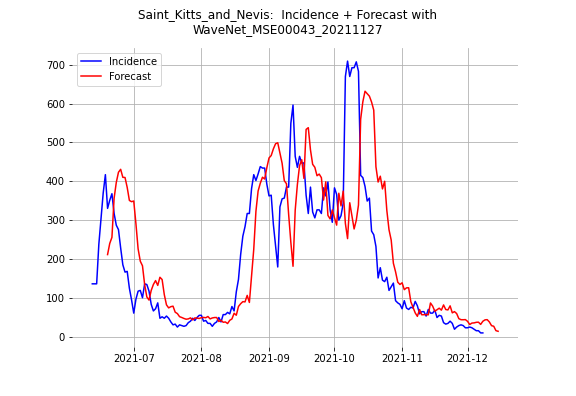 Saint_Kitts_and_Nevis:  Incidence + Forecast with
WaveNet_MSE00043_20211127
Incidence
Forecast
700
600
500
400
300
200
100
0
2021-07 2021-08 2021-09 2021-10 2021-11 2021-12